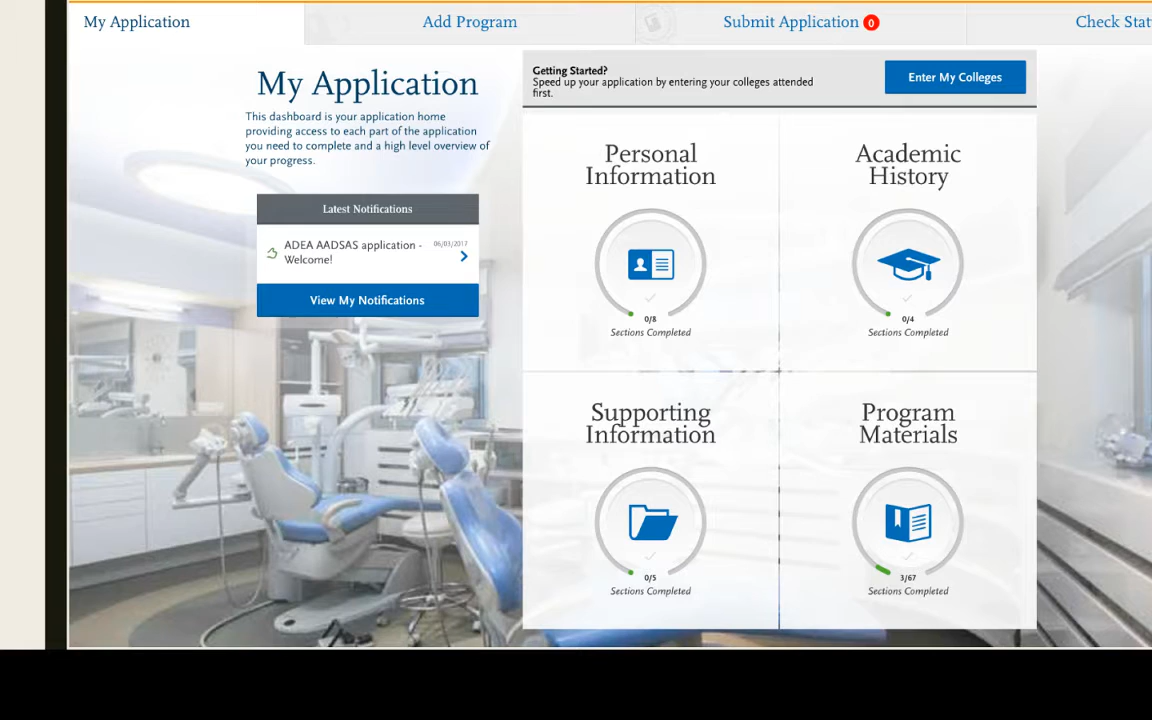 My Application
Add Program
Submit Application 0
Check
My Application
This dashboard is your application home
providing access to each part of the application
you need to complete and a high level overview of
your progress.
Latest Notifications
ADEA AADSAS application -
Welcome!
06/03/2017
View My Notifications
Getting Started?
Speed up your application by entering your colleges attended
first.
Enter My Colleges
Personal
Information
0/8
Sections Completed
Academic
History
0/4
Sections Completed
Supporting
Information
0/5
Sections Completed
Program
Materials
3/67
Sections Completed